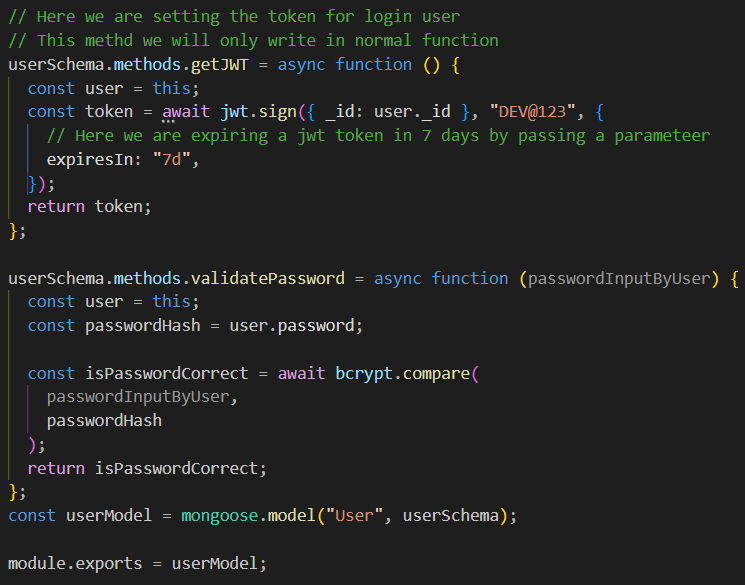 // Here we are setting the token for login user
// This methd we will only write in normal function
userSchema.methods.getJWT = async function () {
  const user = this;
  const token = await jwt.sign({ _id: user._id }, "DEV@123", {
    // Here we are expiring a jwt token in 7 days by passing a parameteer
    expiresIn: "7d",
  });
  return token;
};

userSchema.methods.validatePassword = async function (passwordInputByUser) {
  const user = this;
  const passwordHash = user.password;

  const isPasswordCorrect = await bcrypt.compare(
    passwordInputByUser,
    passwordHash
  );
  return isPasswordCorrect;
};
const userModel = mongoose.model("User", userSchema);

module.exports = userModel;